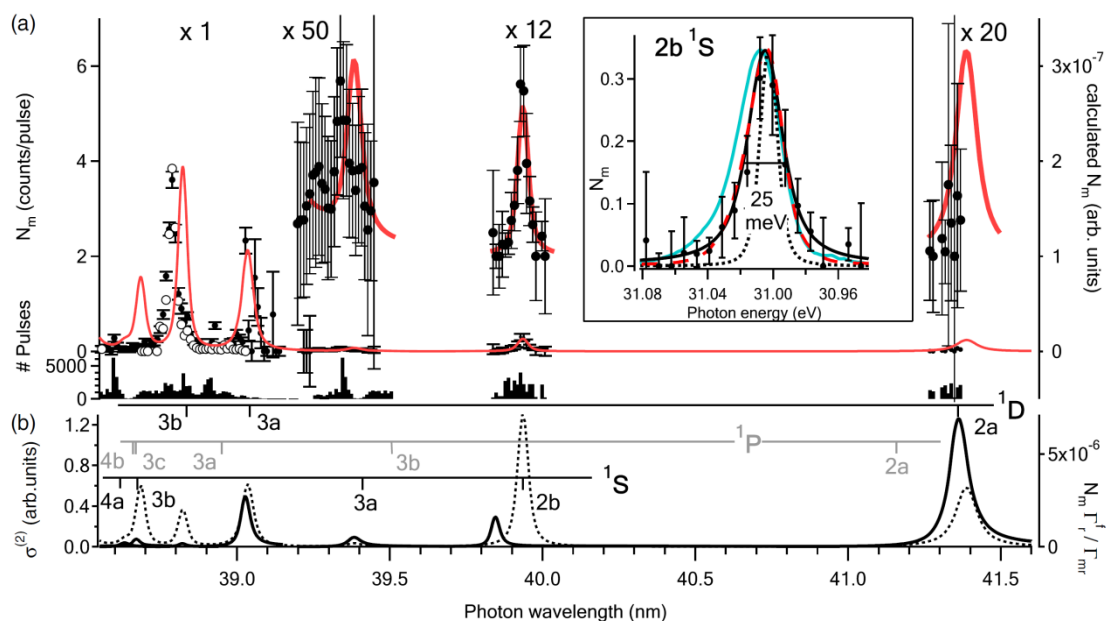 (a)
x 1
x 50
x 12
x 20
2b ¹S
N_m
0.3
0.2
0.1
0.0
25
meV
31.08
31.04
31.00
30.96
Photon energy (eV)
N_m (counts/pulse)
6
4
2
0
# Pulses
5000
0
3x10⁻⁷
2
1
0
calculated N_m (arb. units)
(b)
¹D
3b
3a
2a
¹P
4b
3c
3a
3b
2a
¹S
4a
3b
3a
2b
σ⁽²⁾ (arb.units)
1.2
0.8
0.4
0.0
5x10⁻⁶
0
N_m Γ_r^f / Γ_mr
39.0
39.5
40.0
40.5
41.0
41.5
Photon wavelength (nm)